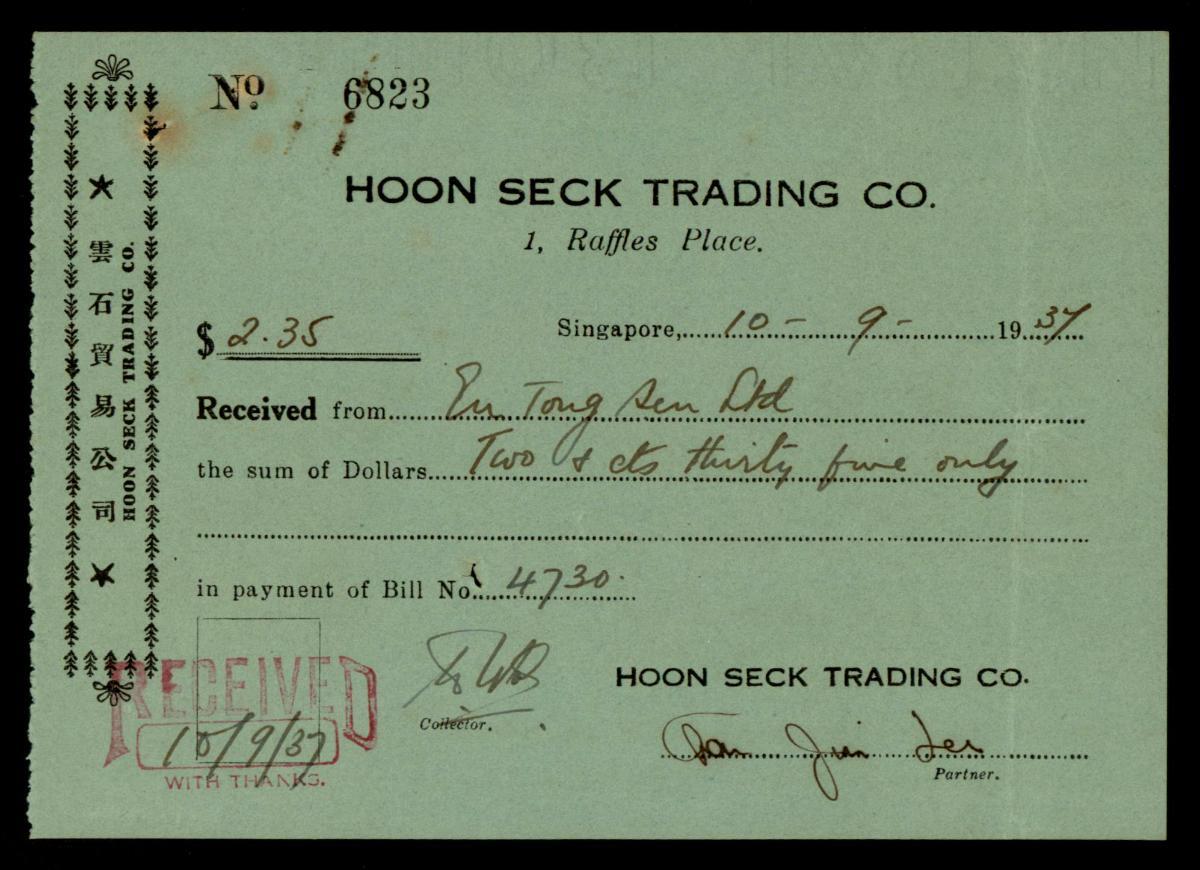 No. 6823
HOON SECK TRADING CO.
1, Raffles Place.
雲石貿易公司
HOON SECK TRADING CO.
$ 2.35
Singapore, 10 - 9 - 1937
Received from Eu Tong Sen Ltd
the sum of Dollars Two & cts thirty five only
in payment of Bill No. 4730.
RECEIVED
10/9/37
WITH THANKS.
Collector.
HOON SECK TRADING CO.
Partner.